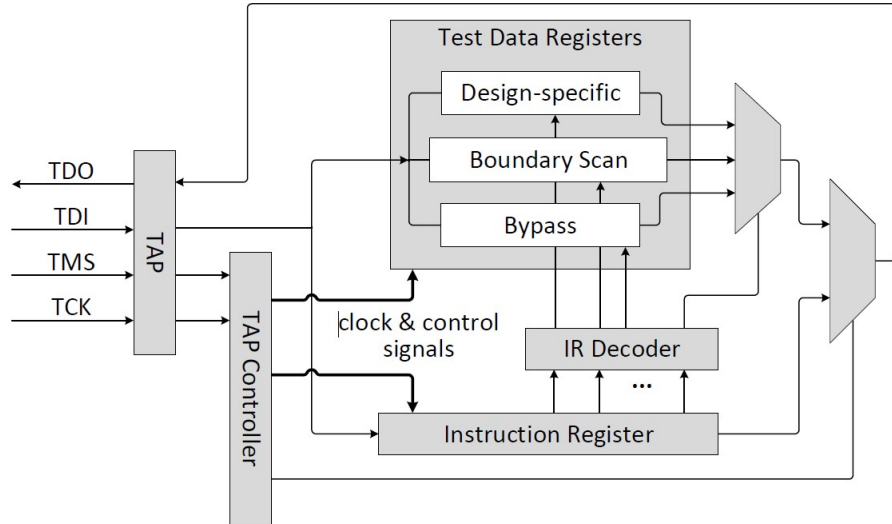 Test Data Registers
Design-specific
Boundary Scan
Bypass
TDO
TDI
TMS
TCK
TAP
TAP Controller
clock & control
signals
IR Decoder
...
Instruction Register